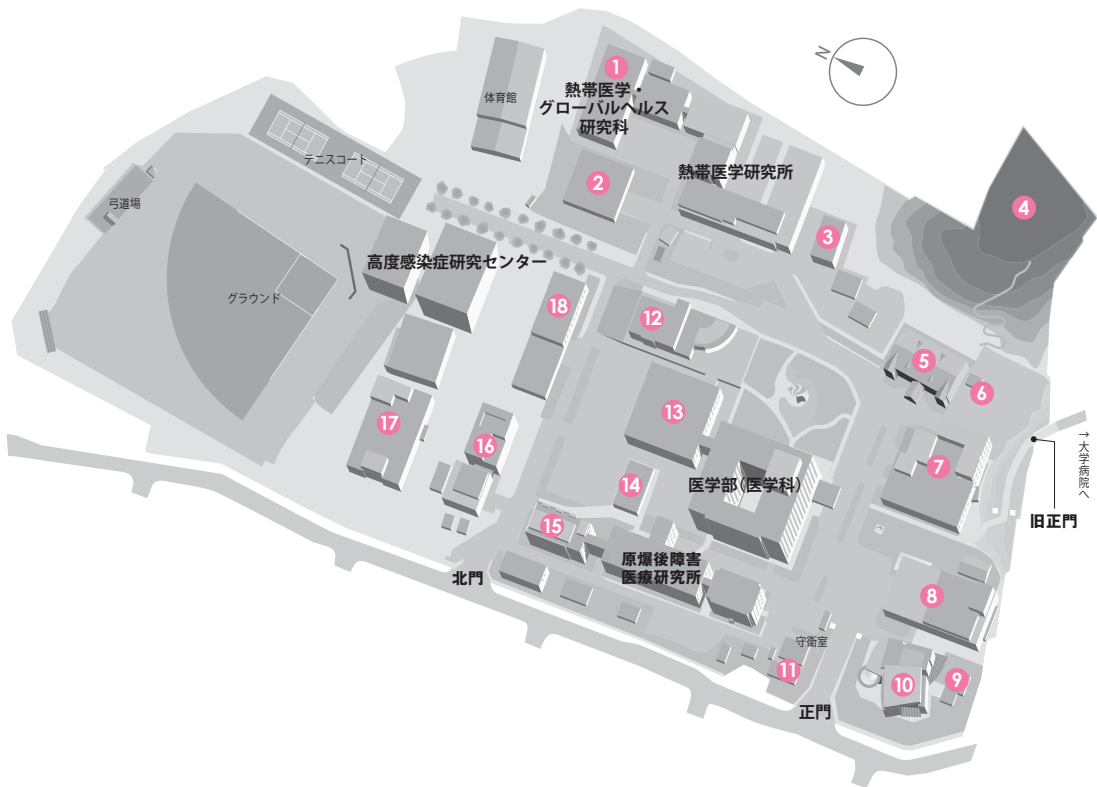 N
体育館
1
熱帯医学・
グローバルヘルス
研究科
テニスコート
2
熱帯医学研究所
弓道場
4
3
高度感染症研究センター
グラウンド
18
12
5
6
13
17
16
7
→大学病院へ
14
医学部(医学科)
旧正門
15
原爆後障害
医療研究所
北門
8
守衛室
11
10
9
正門